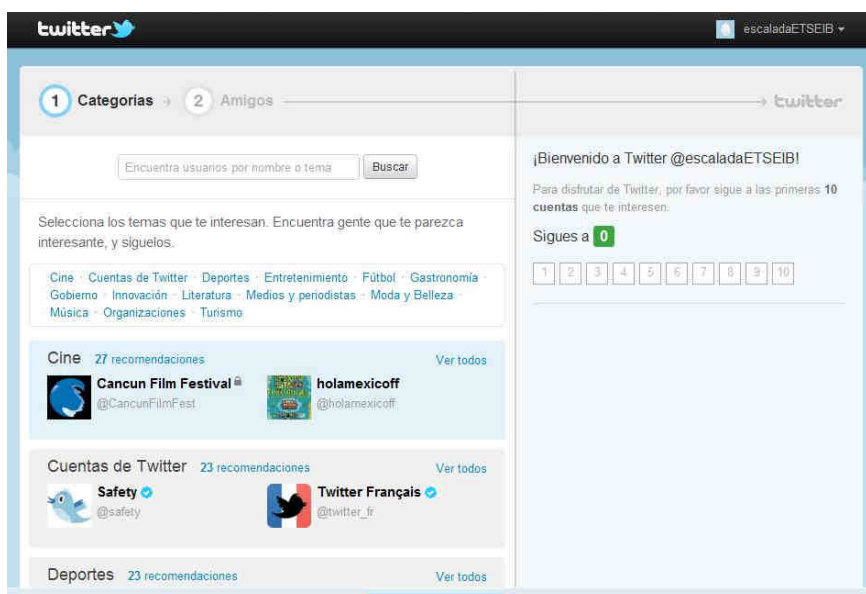 twitter
escaladaETSEIB
1 Categorias 2 Amigos
twitter
Encuentra usuarios por nombre o tema
Buscar
Selecciona los temas que te interesan. Encuentra gente que te parezca
interesante, y síguelos.
Cine · Cuentas de Twitter · Deportes · Entretenimiento · Fútbol · Gastronomía ·
Gobierno · Innovación · Literatura · Medios y periodistas · Moda y Belleza ·
Música · Organizaciones · Turismo
Cine 27 recomendaciones Ver todos
Cancun Film Festival holamexicoff
@CancunFilmFest @holamexicoff
Cuentas de Twitter 23 recomendaciones Ver todos
Safety Twitter Français
@safety @twitter_fr
Deportes 23 recomendaciones Ver todos
¡Bienvenido a Twitter @escaladaETSEIB!
Para disfrutar de Twitter, por favor sigue a las primeras 10
cuentas que te interesen.
Sigues a 0
1 2 3 4 5 6 7 8 9 10